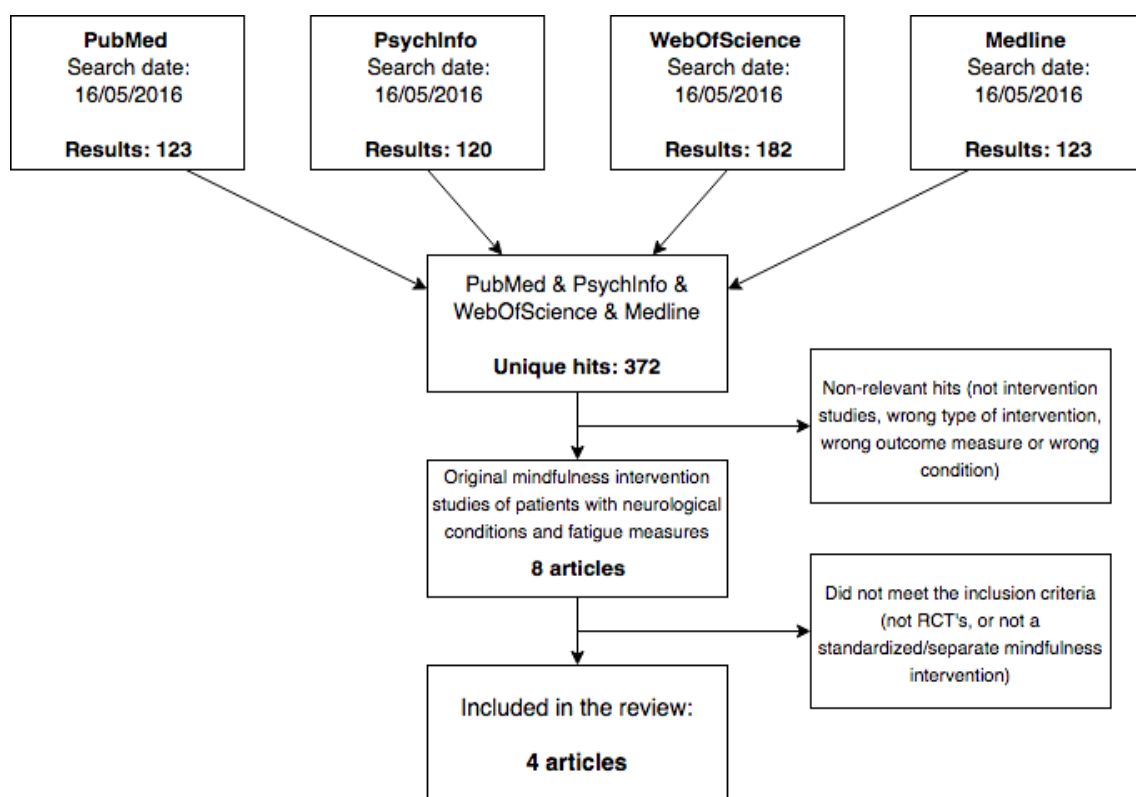 PubMed
Search date:
16/05/2016
Results: 123
PsychInfo
Search date:
16/05/2016
Results: 120
WebOfScience
Search date:
16/05/2016
Results: 182
Medline
Search date:
16/05/2016
Results: 123
PubMed & PsychInfo &
WebOfScience & Medline
Unique hits: 372
Non-relevant hits (not intervention
studies, wrong type of intervention,
wrong outcome measure or wrong
condition)
Original mindfulness intervention
studies of patients with neurological
conditions and fatigue measures
8 articles
Did not meet the inclusion criteria
(not RCT's, or not a
standardized/separate mindfulness
intervention)
Included in the review:
4 articles